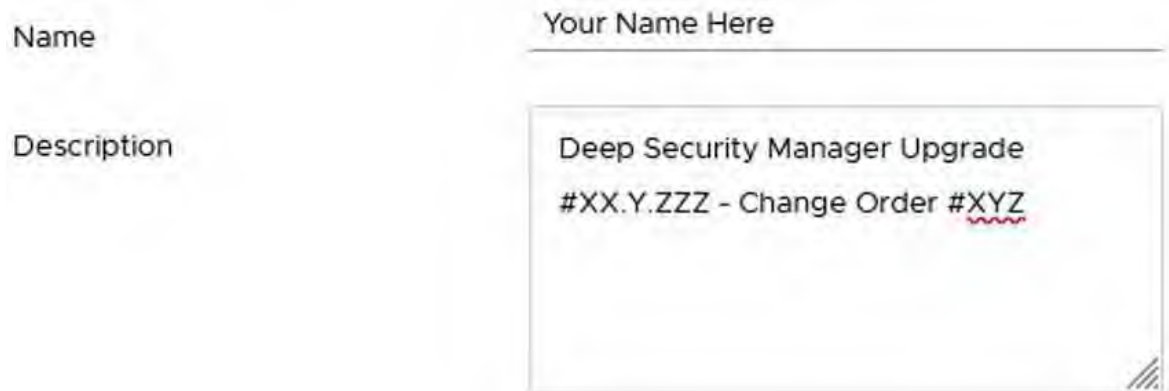 Name
Your Name Here
Description
Deep Security Manager Upgrade
#XX.Y.ZZZ - Change Order #XYZ